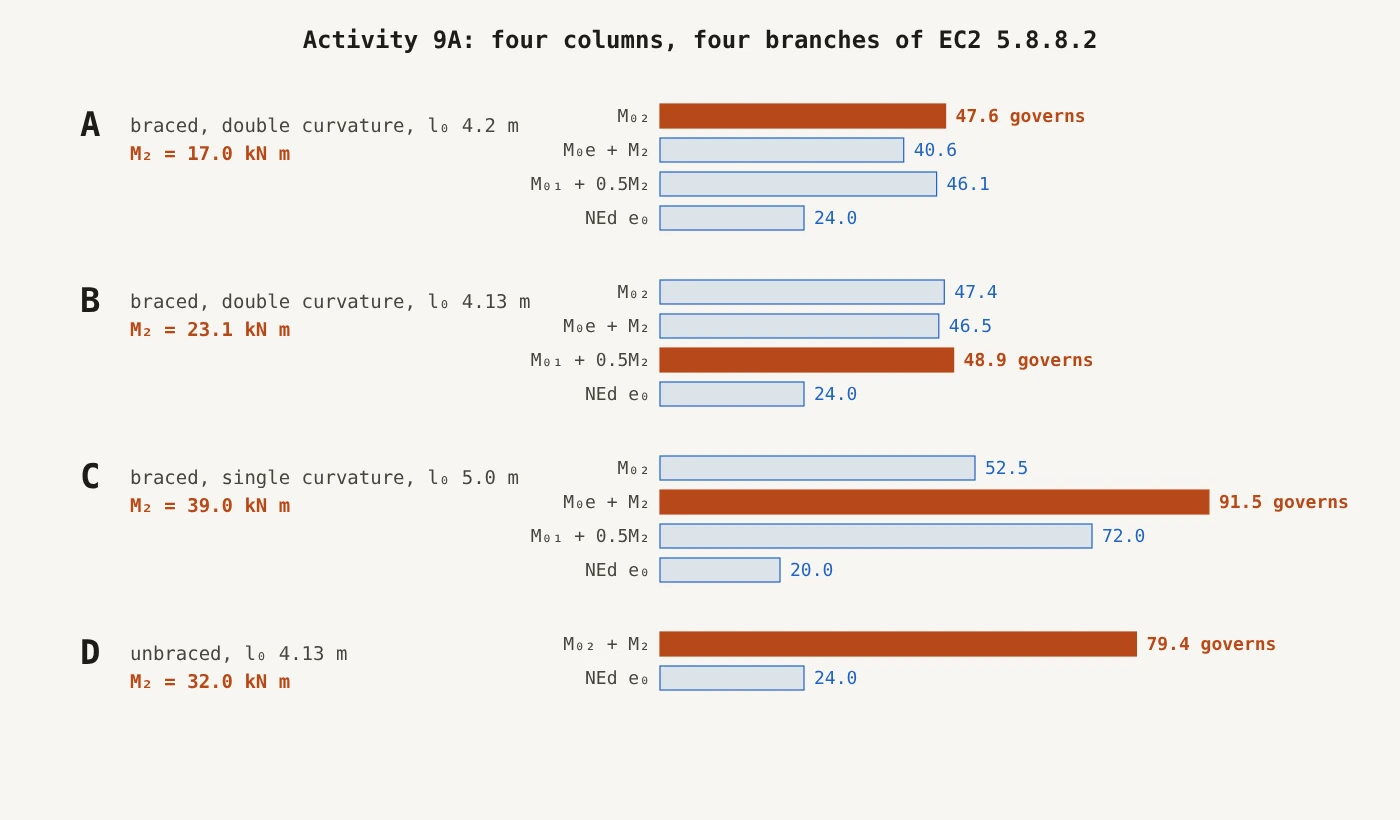 Activity 9A: four columns, four branches of EC2 5.8.8.2
A
braced, double curvature, l₀ 4.2 m
M₂ = 17.0 kN m
M₀₂ 47.6 governs
M₀e + M₂ 40.6
M₀₁ + 0.5M₂ 46.1
NEd e₀ 24.0
B
braced, double curvature, l₀ 4.13 m
M₂ = 23.1 kN m
M₀₂ 47.4
M₀e + M₂ 46.5
M₀₁ + 0.5M₂ 48.9 governs
NEd e₀ 24.0
C
braced, single curvature, l₀ 5.0 m
M₂ = 39.0 kN m
M₀₂ 52.5
M₀e + M₂ 91.5 governs
M₀₁ + 0.5M₂ 72.0
NEd e₀ 20.0
D
unbraced, l₀ 4.13 m
M₂ = 32.0 kN m
M₀₂ + M₂ 79.4 governs
NEd e₀ 24.0